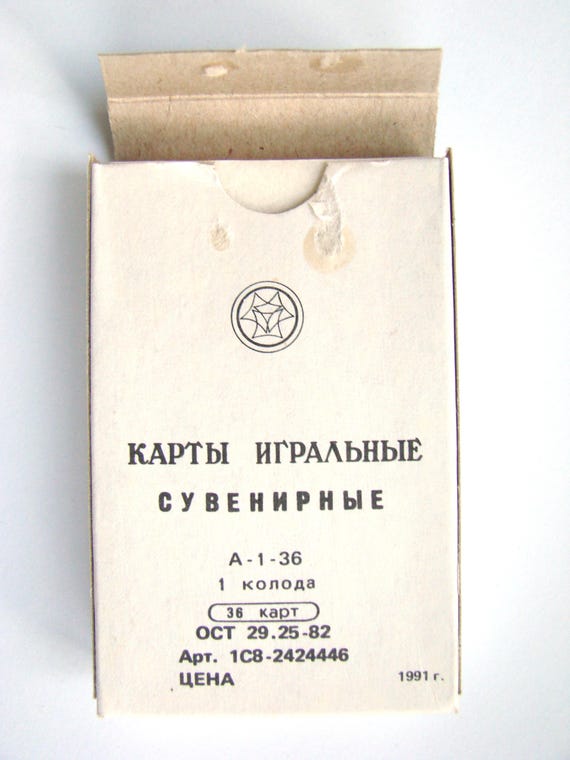 КАРТЫ ИГРАЛЬНЫЕ
СУВЕНИРНЫЕ
А-1-36
1 колода
36 карт
ОСТ 29.25-82
Арт. 1С8-2424446
ЦЕНА 1991 г.